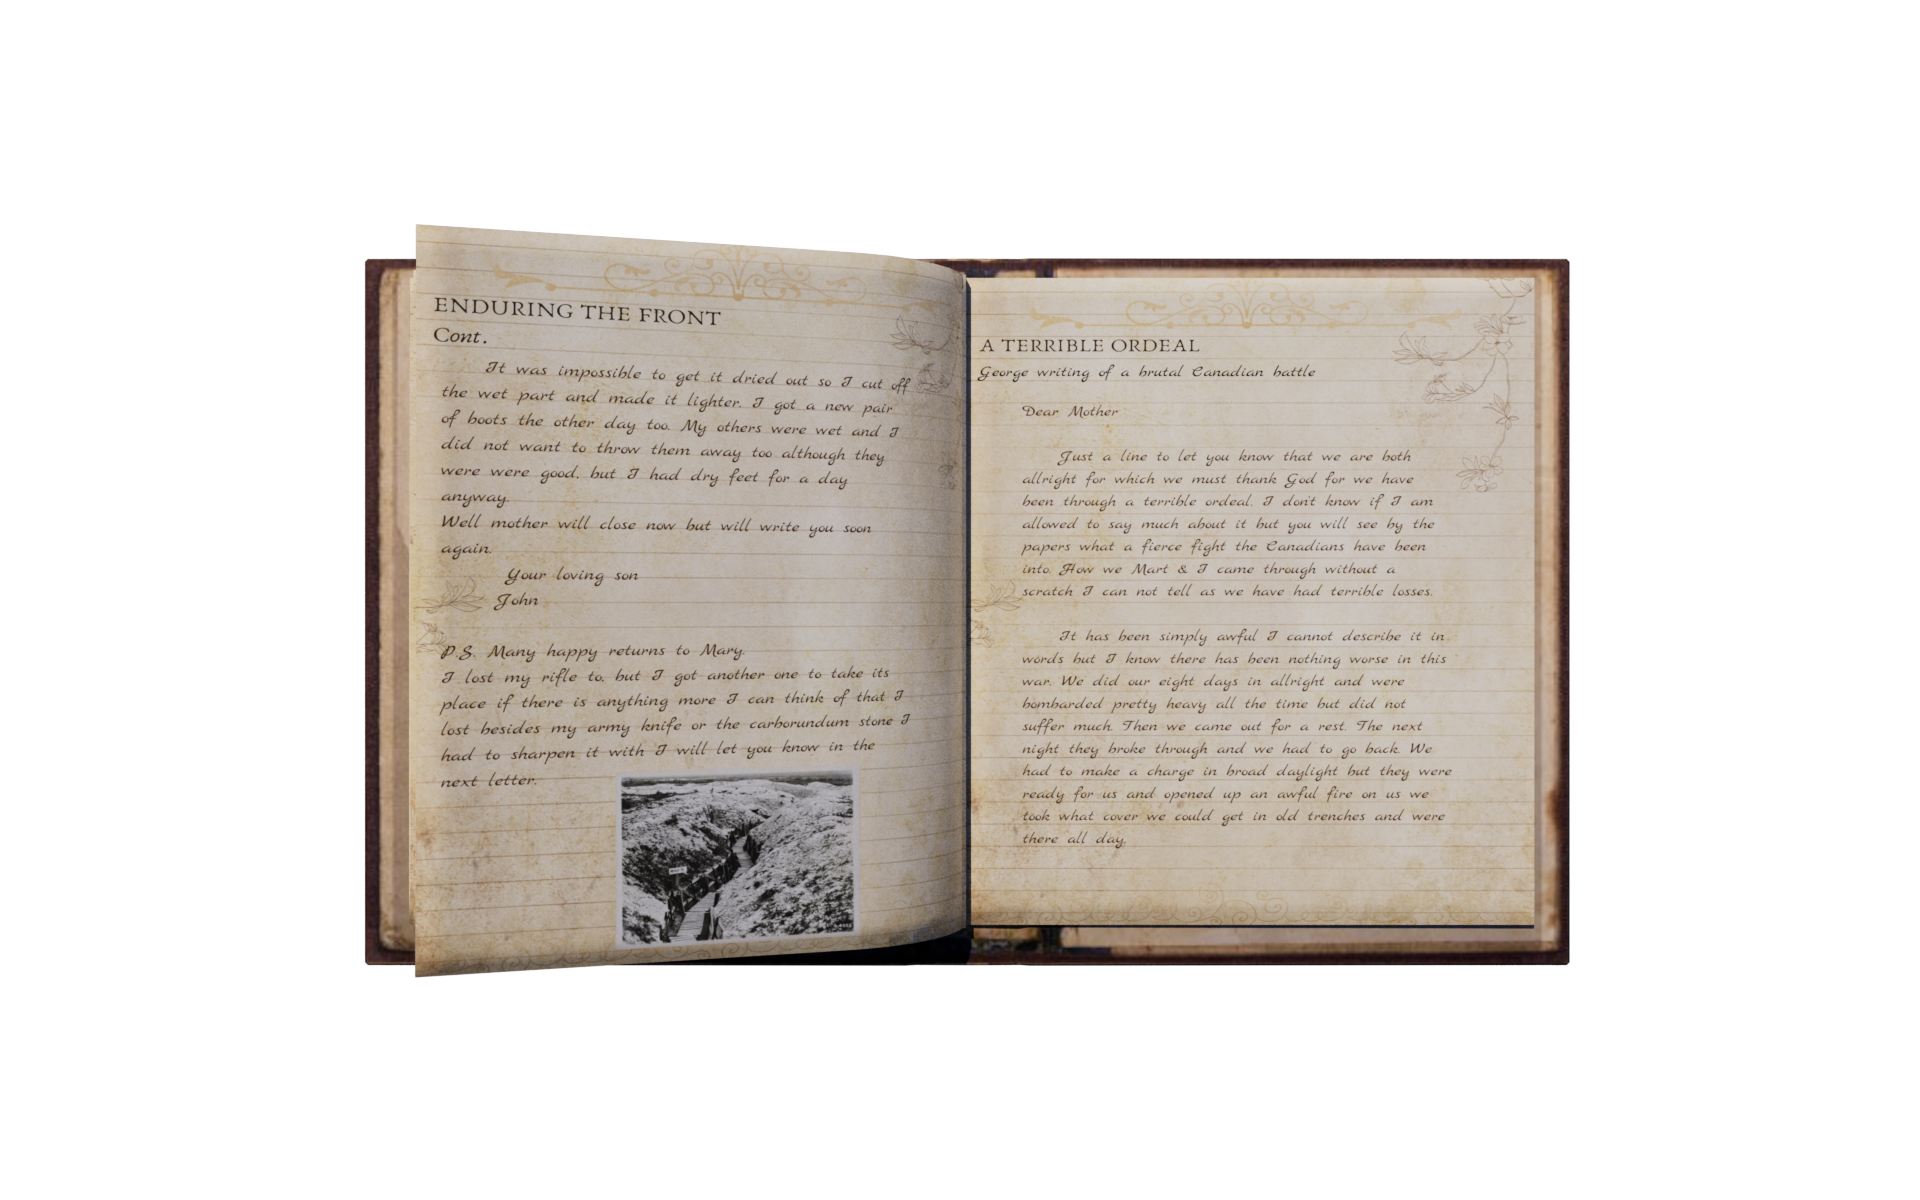 ENDURING THE FRONT
Cont.
It was impossible to get it dried out so I cut off
the wet part and made it lighter. I got a new pair
of boots the other day too. My others were wet and I
did not want to throw them away too although they
were were good, but I had dry feet for a day
anyway.
Well mother will close now but will write you soon
again.
Your loving son
John
P.S. Many happy returns to Mary.
I lost my rifle to, but I got another one to take its
place if there is anything more I can think of that I
lost besides my army knife or the carborundum stone I
had to sharpen it with I will let you know in the
next letter.
A TERRIBLE ORDEAL
George writing of a brutal Canadian battle
Dear Mother
Just a line to let you know that we are both
allright for which we must thank God for we have
been through a terrible ordeal. I don't know if I am
allowed to say much about it but you will see by the
papers what a fierce fight the Canadians have been
into. How we Mart & I came through without a
scratch I can not tell as we have had terrible losses.
It has been simply awful I cannot describe it in
words but I know there has been nothing worse in this
war. We did our eight days in allright and were
bombarded pretty heavy all the time but did not
suffer much. Then we came out for a rest. The next
night they broke through and we had to go back. We
had to make a charge in broad daylight but they were
ready for us and opened up an awful fire on us we
took what cover we could get in old trenches and were
there all day.